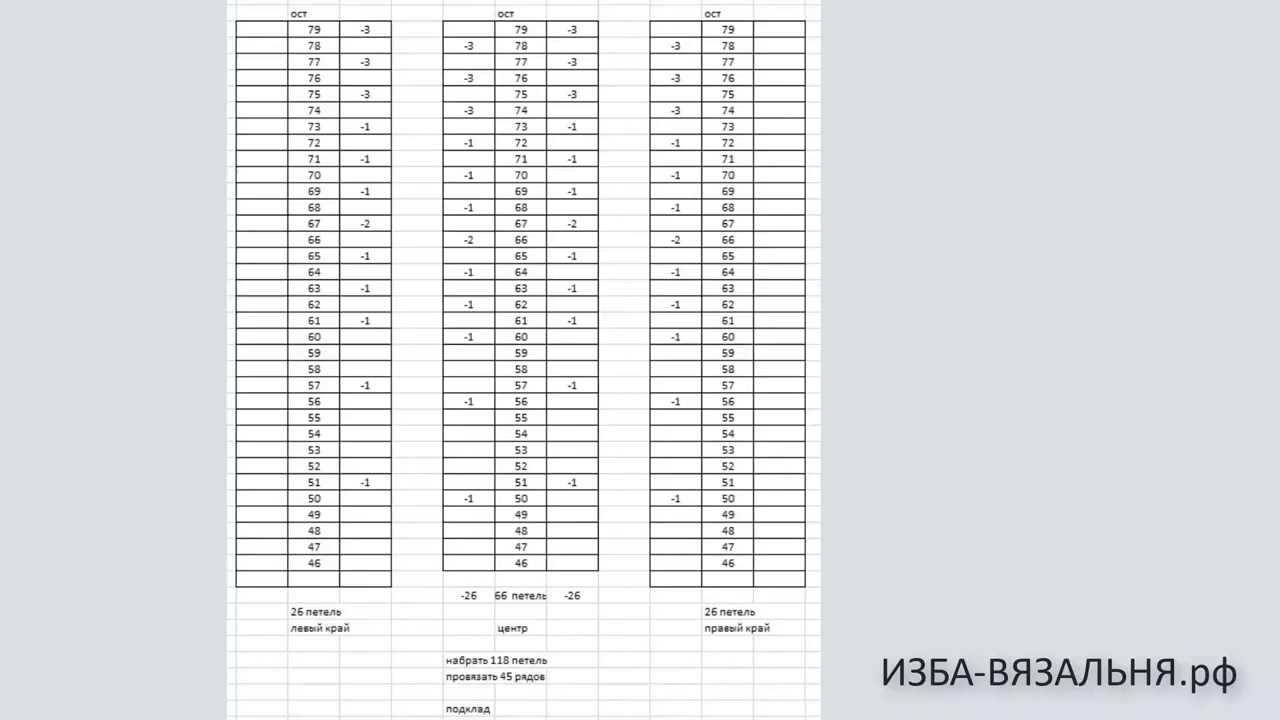 ост ост ост
79 -3 79 -3 79
78 -3 78 -3 78
77 -3 77 -3 77
76 -3 76 -3 76
75 -3 75 -3 75
74 -3 74 -3 74
73 -1 73 -1 73
72 -1 72 -1 72
71 -1 71 -1 71
70 -1 70 -1 70
69 -1 69 -1 69
68 -1 68 -1 68
67 -2 67 -2 67
66 -2 66 -2 66
65 -1 65 -1 65
64 -1 64 -1 64
63 -1 63 -1 63
62 -1 62 -1 62
61 -1 61 -1 61
60 -1 60 -1 60
59 59 59
58 58 58
57 -1 57 -1 57
56 -1 56 -1 56
55 55 55
54 54 54
53 53 53
52 52 52
51 -1 51 -1 51
50 -1 50 -1 50
49 49 49
48 48 48
47 47 47
46 46 46
-26 66 петель -26
26 петель 26 петель
левый край центр правый край
набрать 118 петель
провязать 45 рядов
ИЗБА-ВЯЗАЛЬНЯ.рф
подклад